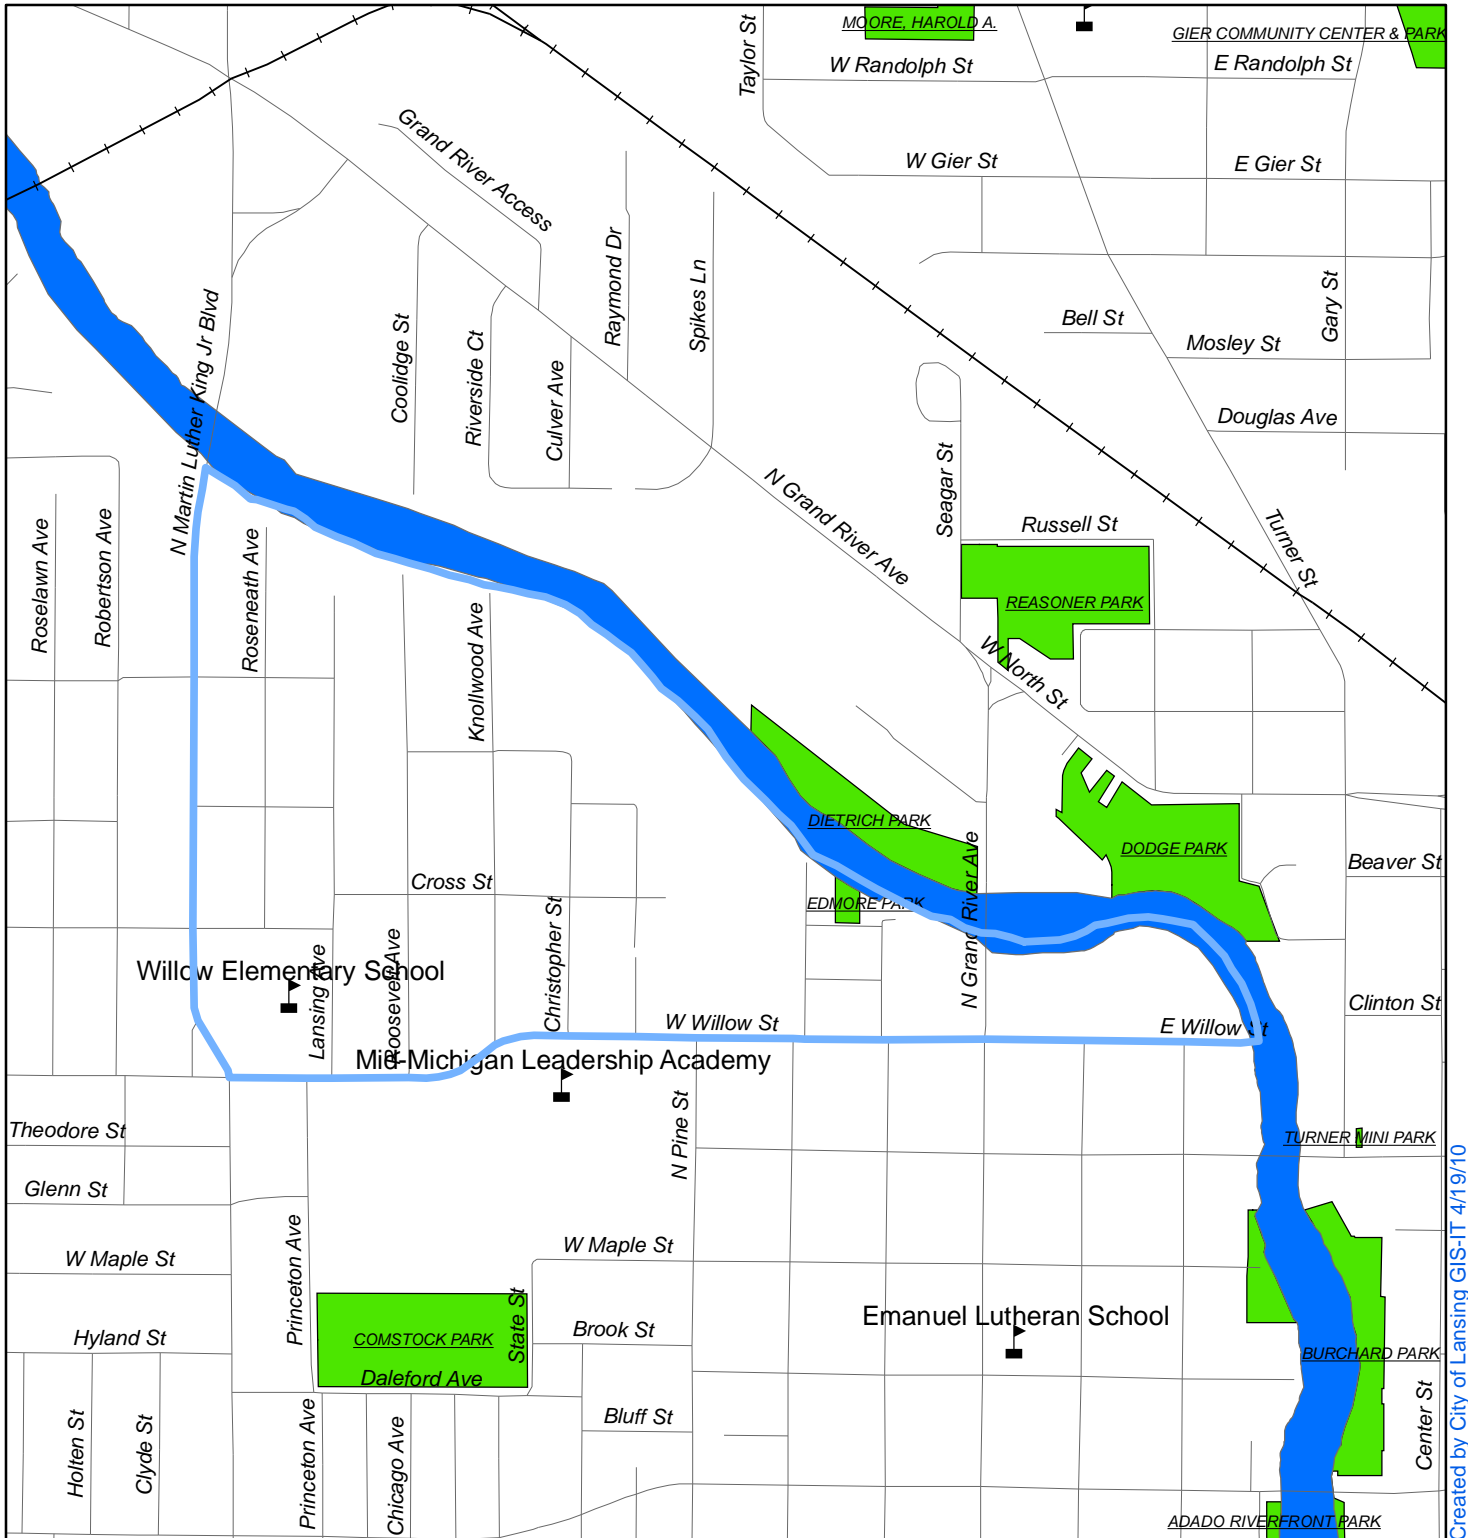 MOORE, HAROLD A.
GIER COMMUNITY CENTER & PARK
Taylor St
W Randolph St
E Randolph St
Grand River Access
W Gier St
E Gier St
Raymond Dr
Spikes Ln
Gary St
N Martin Luther King Jr Blvd
Coolidge St
Riverside Ct
Culver Ave
Bell St
Mosley St
Douglas Ave
Seagar St
N Grand River Ave
Russell St
Turner St
Roselawn Ave
Robertson Ave
Roseneath Ave
Knollwood Ave
REASONER PARK
W North St
DIETRICH PARK
DODGE PARK
Beaver St
Cross St
EDMORE PARK
N Grand River Ave
Christopher St
Willow Elementary School
Lansing Ave
Roosevelt Ave
W Willow St
E Willow St
Clinton St
Mid-Michigan Leadership Academy
N Pine St
Theodore St
TURNER MINI PARK
Glenn St
Princeton Ave
W Maple St
W Maple St
Emanuel Lutheran School
Hyland St
COMSTOCK PARK
State St
Brook St
BURCHARD PARK
Daleford Ave
Bluff St
Center St
Holten St
Clyde St
Princeton Ave
Chicago Ave
ADADO RIVERFRONT PARK
Created by City of Lansing GIS-IT 4/19/10